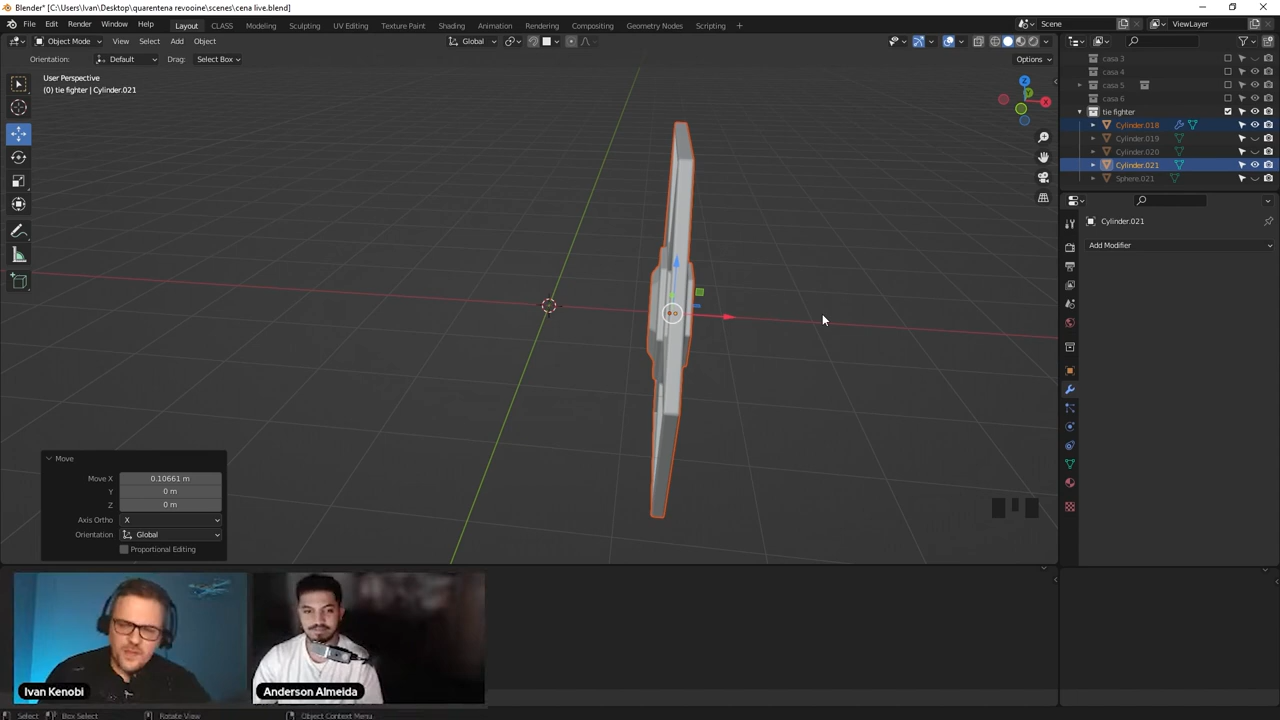 Blender* [C:\Users\Ivan\Desktop\quarentena revooine\scenes\cena live.blend]
File Edit Render Window Help Layout CLASS Modeling Sculpting UV Editing Texture Paint Shading Animation Rendering Compositing Geometry Nodes Scripting + Scene ViewLayer
Object Mode View Select Add Object Global
Orientation: Default Drag: Select Box Options
User Perspective
(0) tie fighter | Cylinder.021
Z
Y
X
casa 3
casa 4
casa 5
casa 6
tie fighter
Cylinder.018
Cylinder.019
Cylinder.020
Cylinder.021
Sphere.021
Cylinder.021
Add Modifier
Move
Move X 0.10661 m
Y 0 m
Z 0 m
Axis Ortho X
Orientation Global
Proportional Editing
Ivan Kenobi
Anderson Almeida
Select Box Select Rotate View Object Context Menu